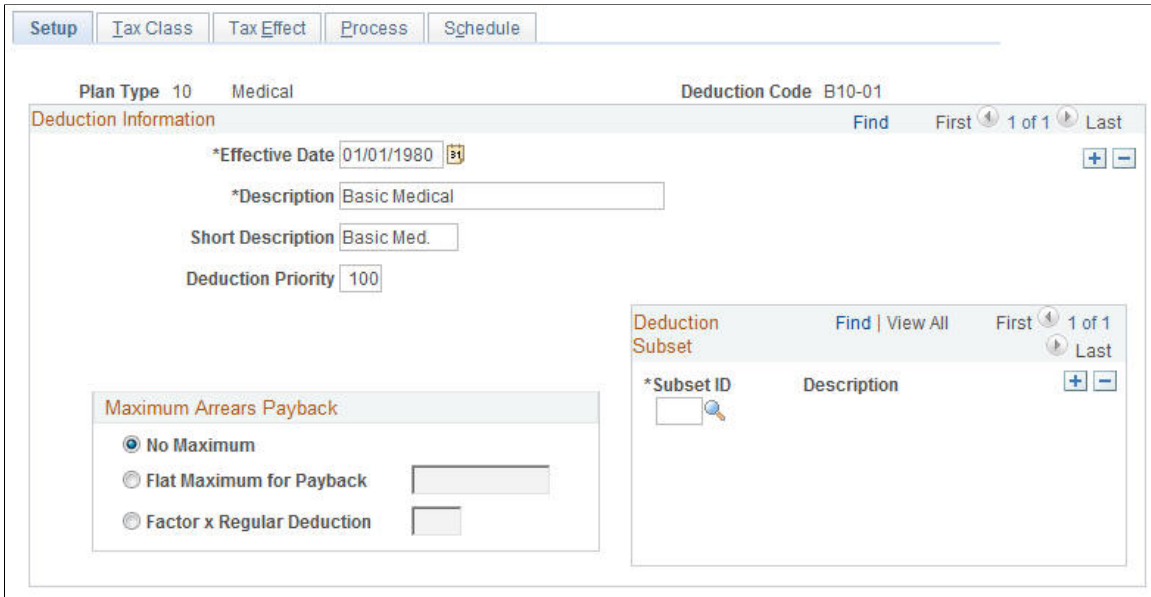 Setup Tax Class Tax Effect Process Schedule
Plan Type 10 Medical Deduction Code B10-01
Deduction Information Find First 1 of 1 Last
*Effective Date 01/01/1980 31
*Description Basic Medical
Short Description Basic Med.
Deduction Priority 100
Deduction Subset Find | View All First 1 of 1 Last
*Subset ID Description
Maximum Arrears Payback
No Maximum
Flat Maximum for Payback
Factor x Regular Deduction